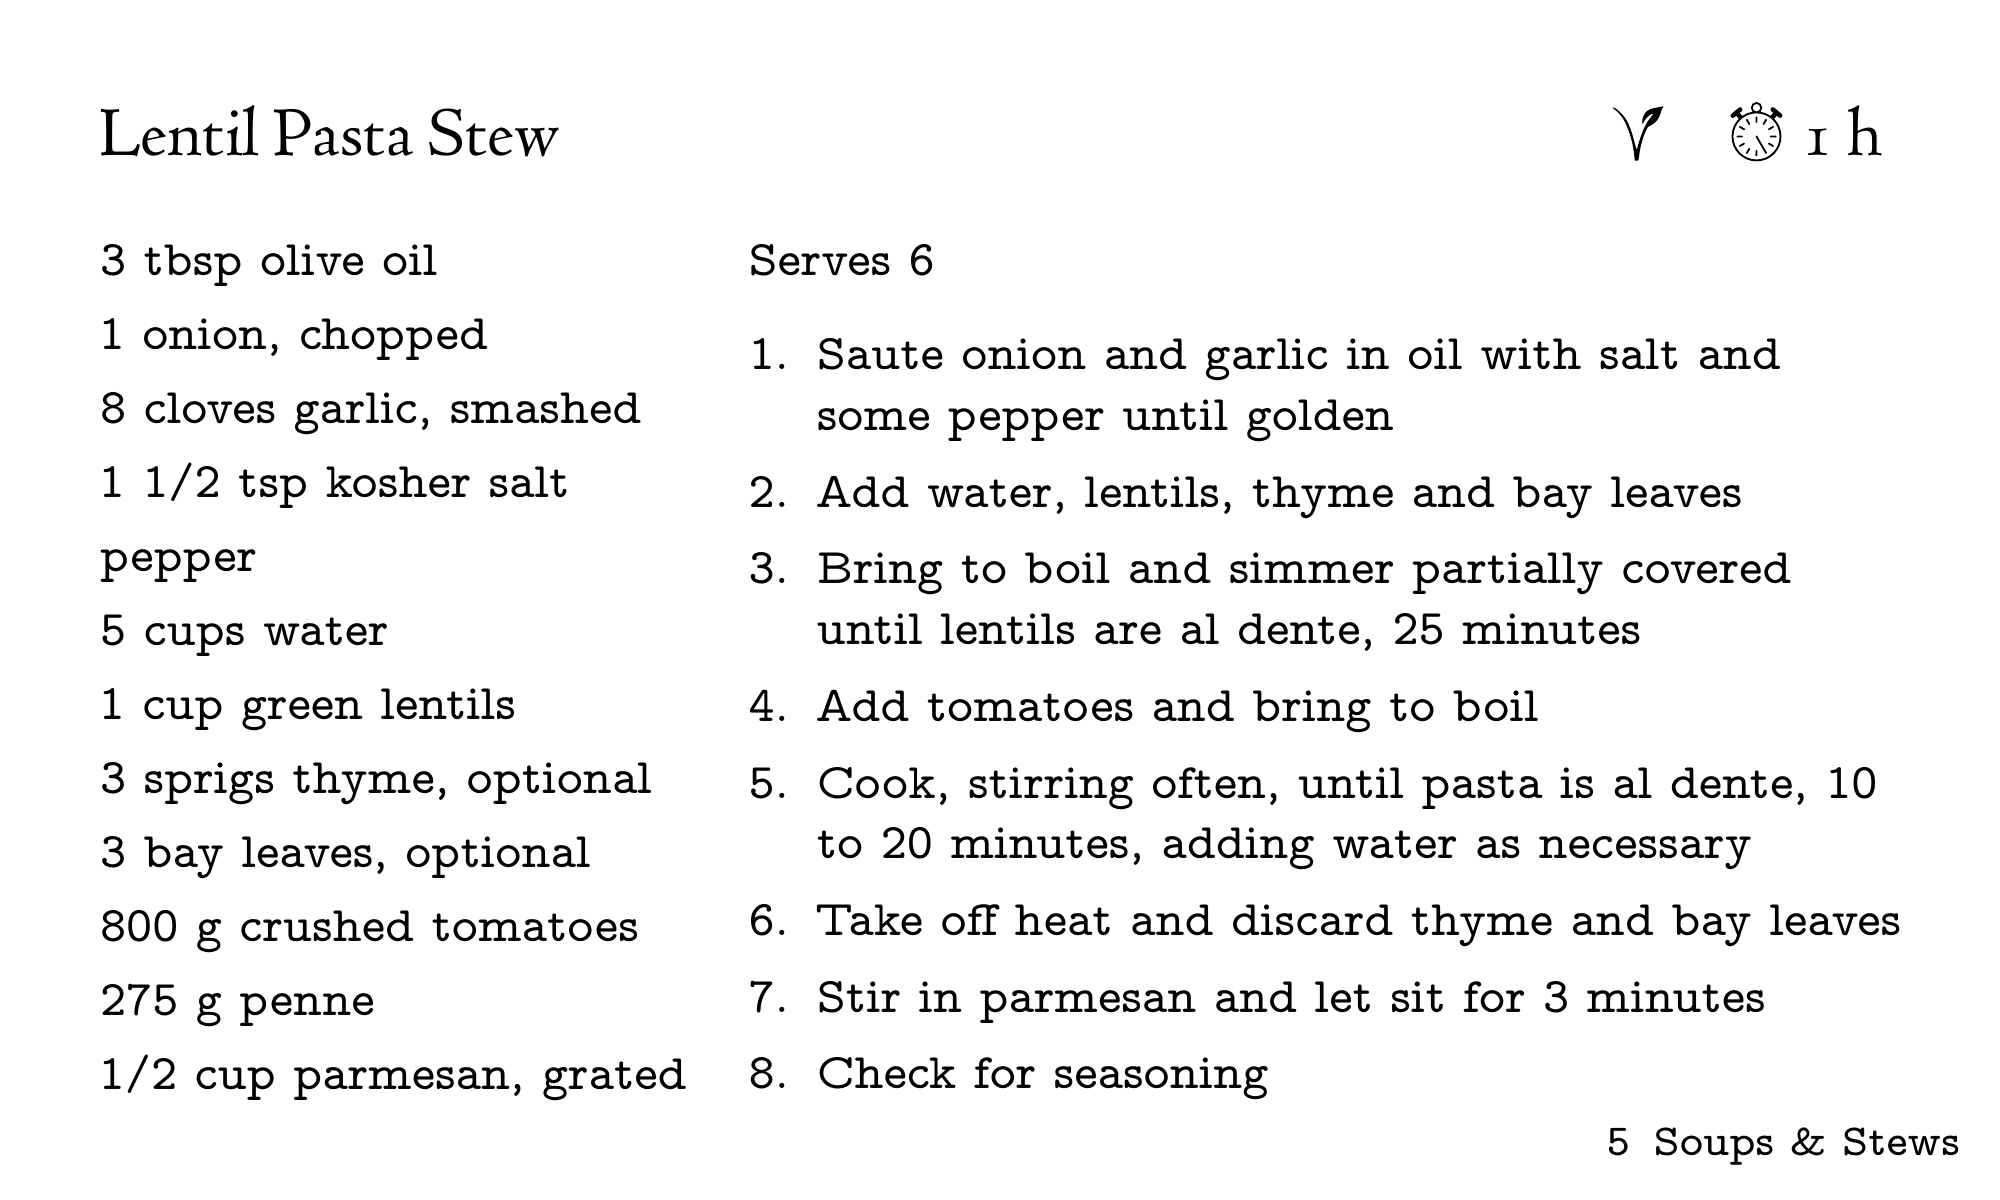 Lentil Pasta Stew
1 h
3 tbsp olive oil
1 onion, chopped
8 cloves garlic, smashed
1 1/2 tsp kosher salt
pepper
5 cups water
1 cup green lentils
3 sprigs thyme, optional
3 bay leaves, optional
800 g crushed tomatoes
275 g penne
1/2 cup parmesan, grated
Serves 6
1. Saute onion and garlic in oil with salt and
some pepper until golden
2. Add water, lentils, thyme and bay leaves
3. Bring to boil and simmer partially covered
until lentils are al dente, 25 minutes
4. Add tomatoes and bring to boil
5. Cook, stirring often, until pasta is al dente, 10
to 20 minutes, adding water as necessary
6. Take off heat and discard thyme and bay leaves
7. Stir in parmesan and let sit for 3 minutes
8. Check for seasoning
5 Soups & Stews